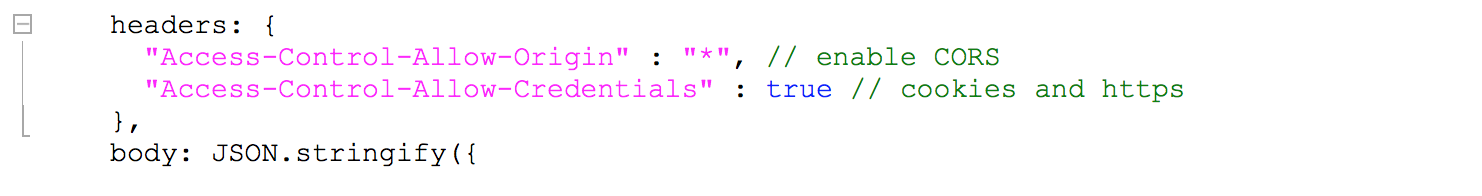 headers: {
"Access-Control-Allow-Origin" : "*", // enable CORS
"Access-Control-Allow-Credentials" : true // cookies and https
},
body: JSON.stringify({